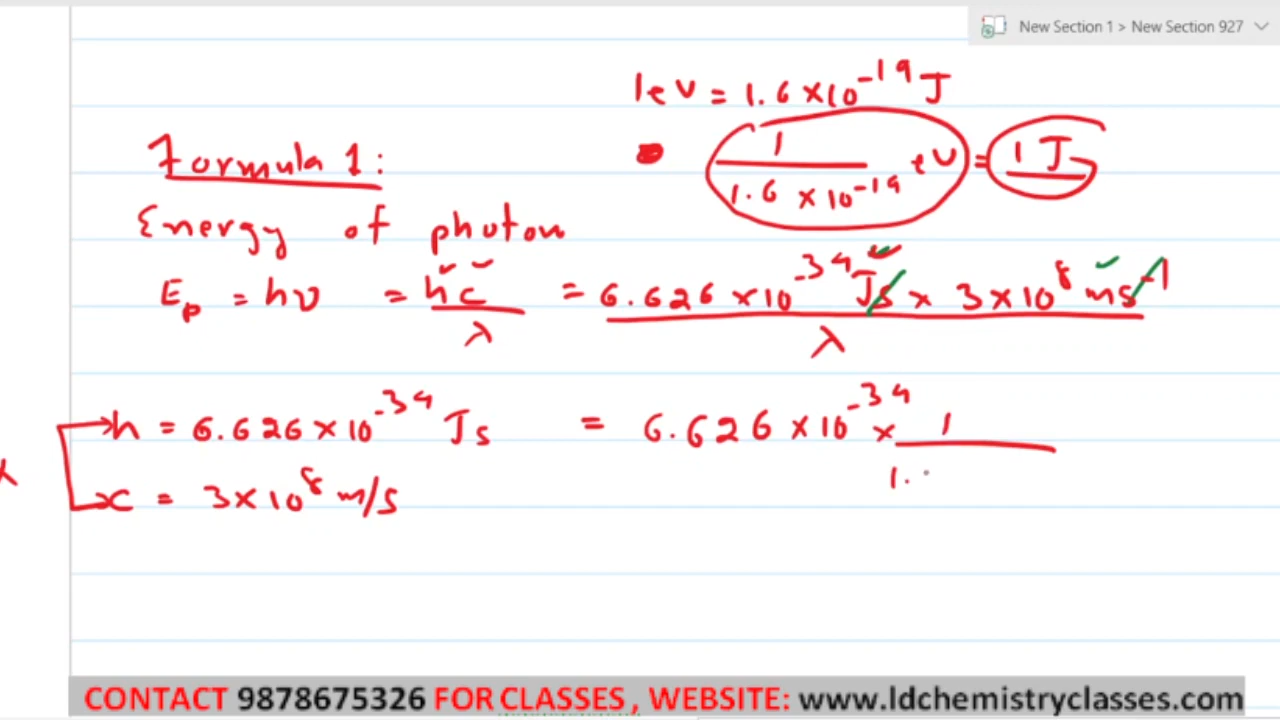 New Section 1 > New Section 927
1eV = 1.6 × 10⁻¹⁹ J
1 / 1.6 × 10⁻¹⁹ eV = 1 J
Formula 1:
Energy of photon
Eₚ = hν = hc / λ = 6.626 × 10⁻³⁴ Js × 3 × 10⁸ ms⁻¹ / λ
h = 6.626 × 10⁻³⁴ Js = 6.626 × 10⁻³⁴ × 1 / 1.
c = 3 × 10⁸ m/s
CONTACT 9878675326 FOR CLASSES , WEBSITE: www.ldchemistryclasses.com